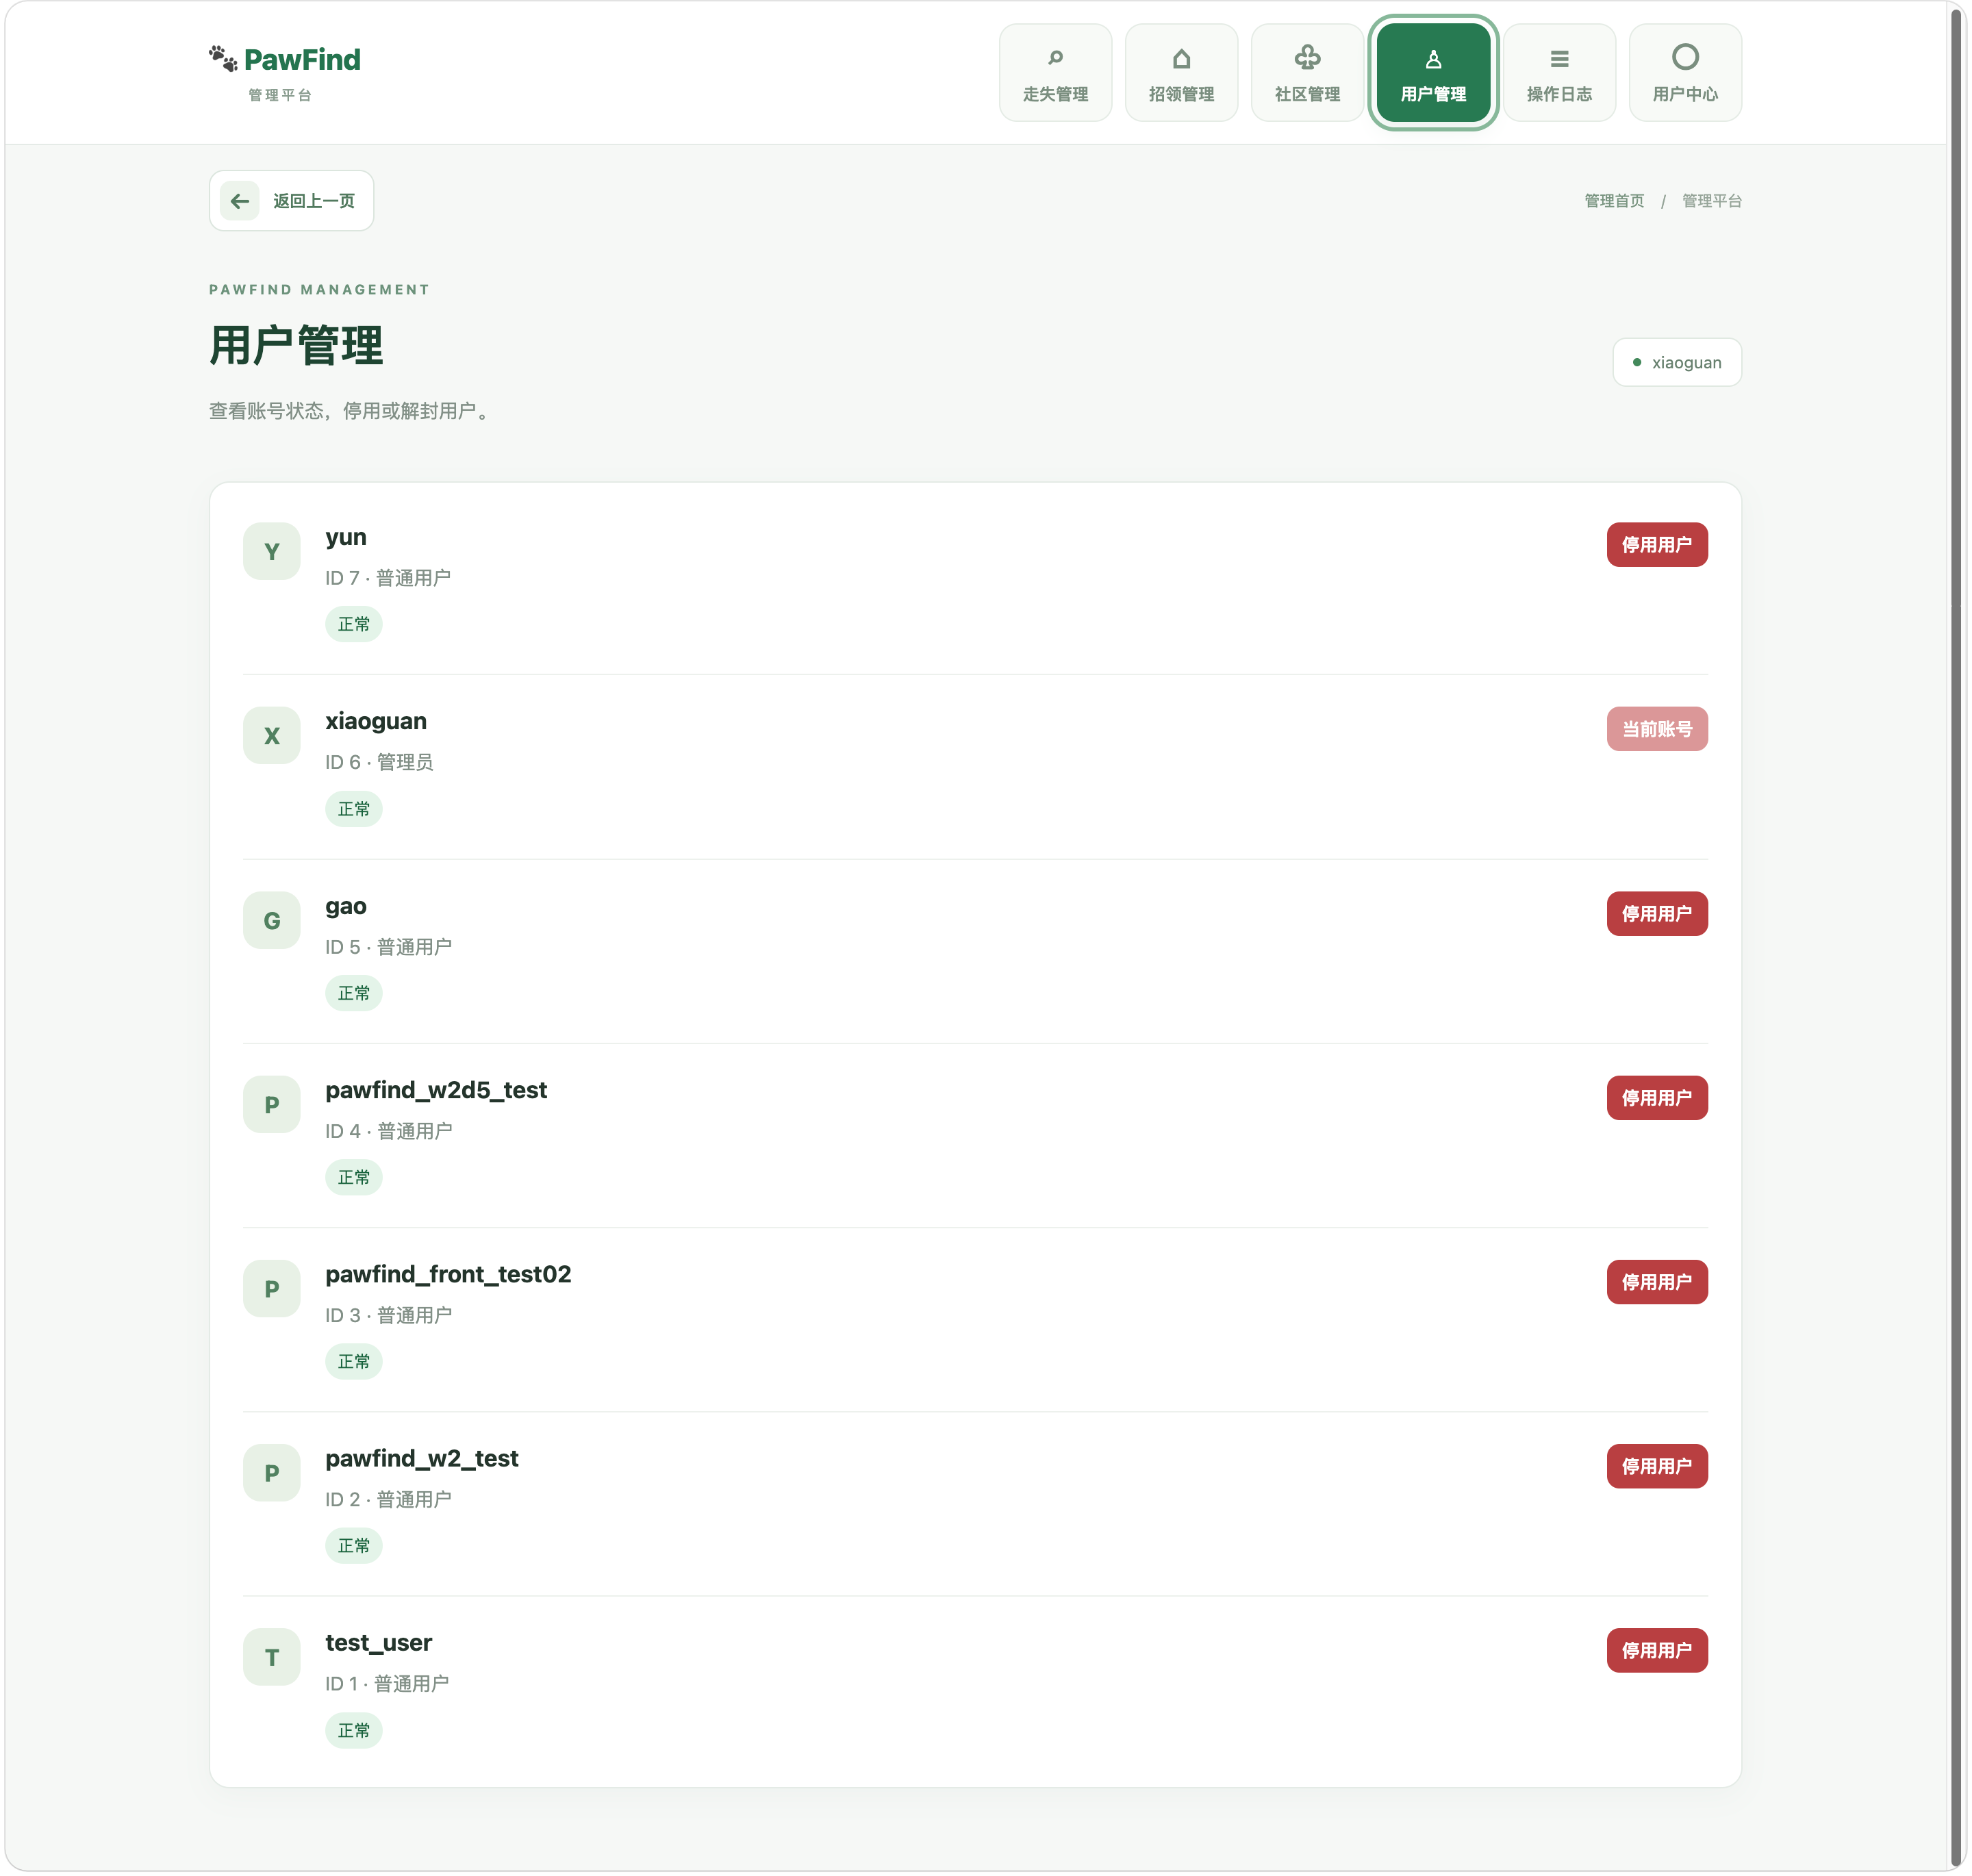 PawFind
管理平台
走失管理
招领管理
社区管理
用户管理
操作日志
用户中心
返回上一页
管理首页 / 管理平台
PAWFIND MANAGEMENT
用户管理
xiaoguan
查看账号状态，停用或解封用户。
Y
yun
停用用户
ID 7 · 普通用户
正常
X
xiaoguan
当前账号
ID 6 · 管理员
正常
G
gao
停用用户
ID 5 · 普通用户
正常
P
pawfind_w2d5_test
停用用户
ID 4 · 普通用户
正常
P
pawfind_front_test02
停用用户
ID 3 · 普通用户
正常
P
pawfind_w2_test
停用用户
ID 2 · 普通用户
正常
T
test_user
停用用户
ID 1 · 普通用户
正常